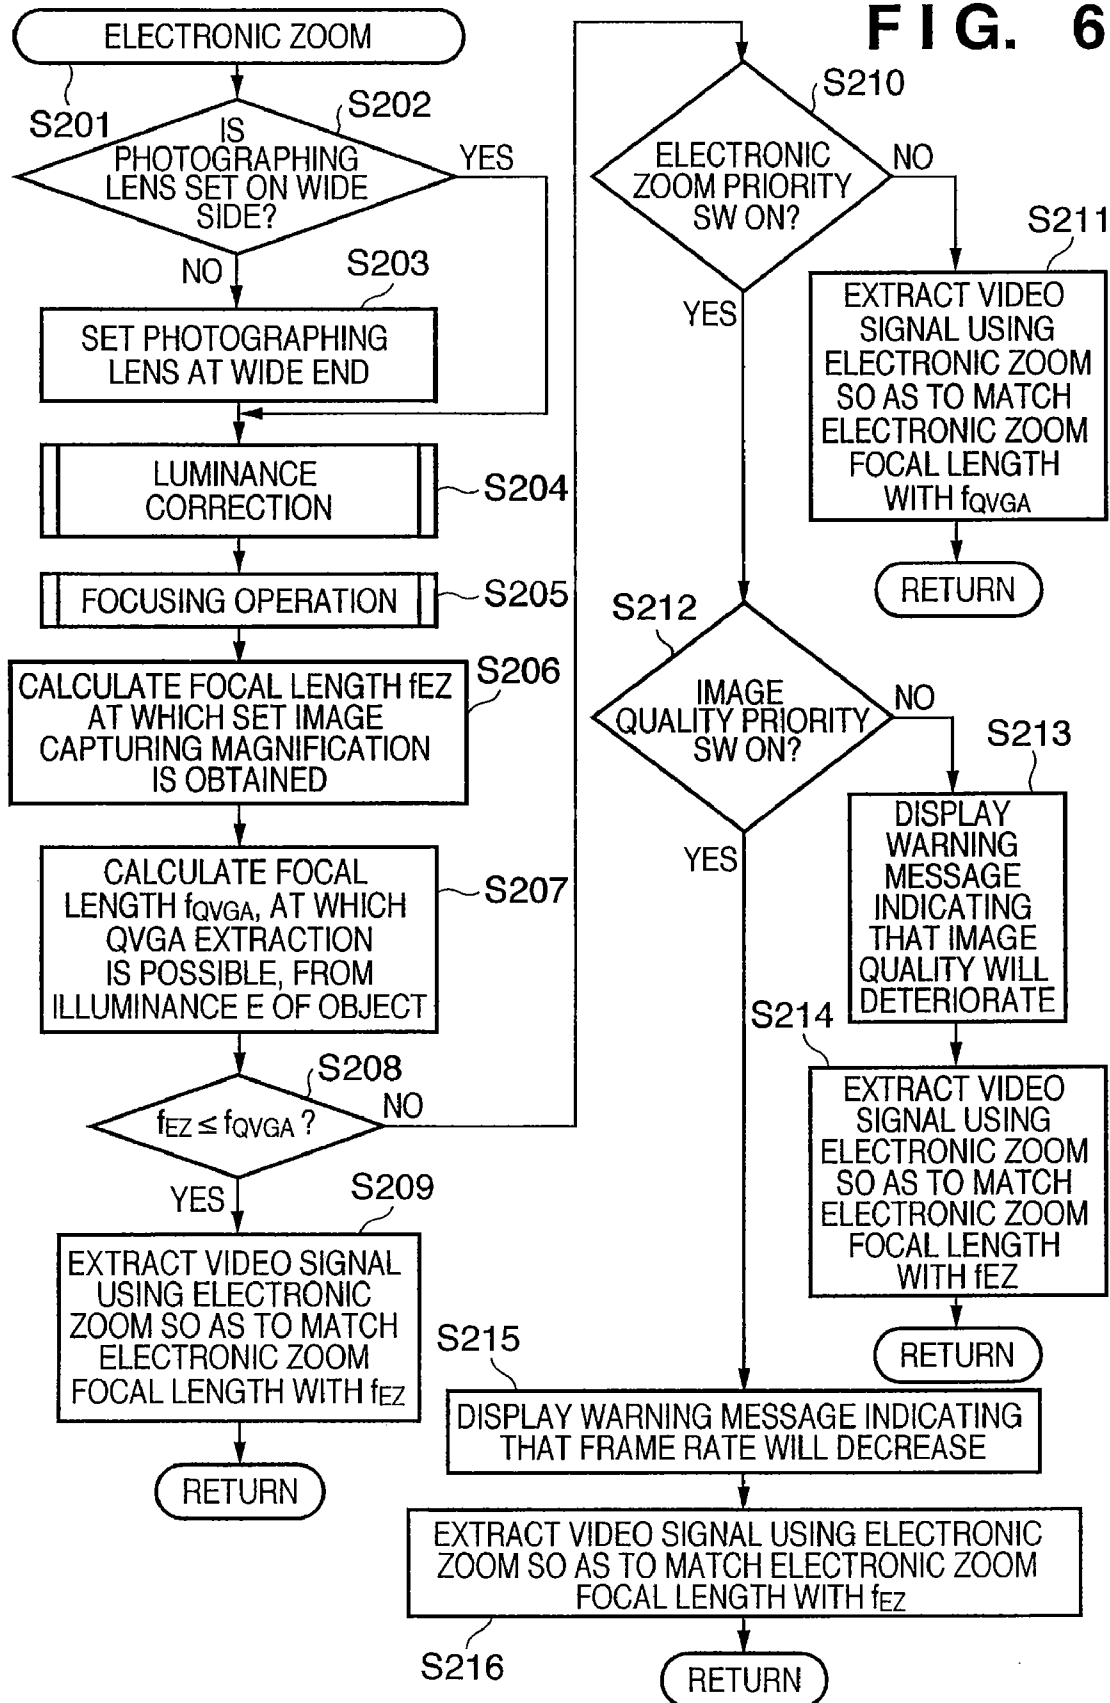 FIG. 6
ELECTRONIC ZOOM
S201
S202
IS
PHOTOGRAPHING
LENS SET ON WIDE
SIDE?
YES
NO
S203
SET PHOTOGRAPHING
LENS AT WIDE END
LUMINANCE
CORRECTION
S204
FOCUSING OPERATION
S205
S206
CALCULATE FOCAL LENGTH fEZ
AT WHICH SET IMAGE
CAPTURING MAGNIFICATION
IS OBTAINED
CALCULATE FOCAL
LENGTH fQVGA, AT WHICH
QVGA EXTRACTION
IS POSSIBLE, FROM
ILLUMINANCE E OF OBJECT
S207
S208
fEZ ≤ fQVGA ?
NO
YES
S209
EXTRACT VIDEO SIGNAL
USING ELECTRONIC
ZOOM SO AS TO MATCH
ELECTRONIC ZOOM
FOCAL LENGTH WITH fEZ
RETURN
S210
ELECTRONIC
ZOOM PRIORITY
SW ON?
NO
YES
S211
EXTRACT VIDEO
SIGNAL USING
ELECTRONIC ZOOM
SO AS TO MATCH
ELECTRONIC ZOOM
FOCAL LENGTH
WITH fQVGA
RETURN
S212
IMAGE
QUALITY PRIORITY
SW ON?
NO
YES
S213
DISPLAY
WARNING
MESSAGE
INDICATING
THAT IMAGE
QUALITY WILL
DETERIORATE
S214
EXTRACT VIDEO
SIGNAL USING
ELECTRONIC ZOOM
SO AS TO MATCH
ELECTRONIC ZOOM
FOCAL LENGTH
WITH fEZ
RETURN
S215
DISPLAY WARNING MESSAGE INDICATING
THAT FRAME RATE WILL DECREASE
EXTRACT VIDEO SIGNAL USING ELECTRONIC
ZOOM SO AS TO MATCH ELECTRONIC ZOOM
FOCAL LENGTH WITH fEZ
S216
RETURN